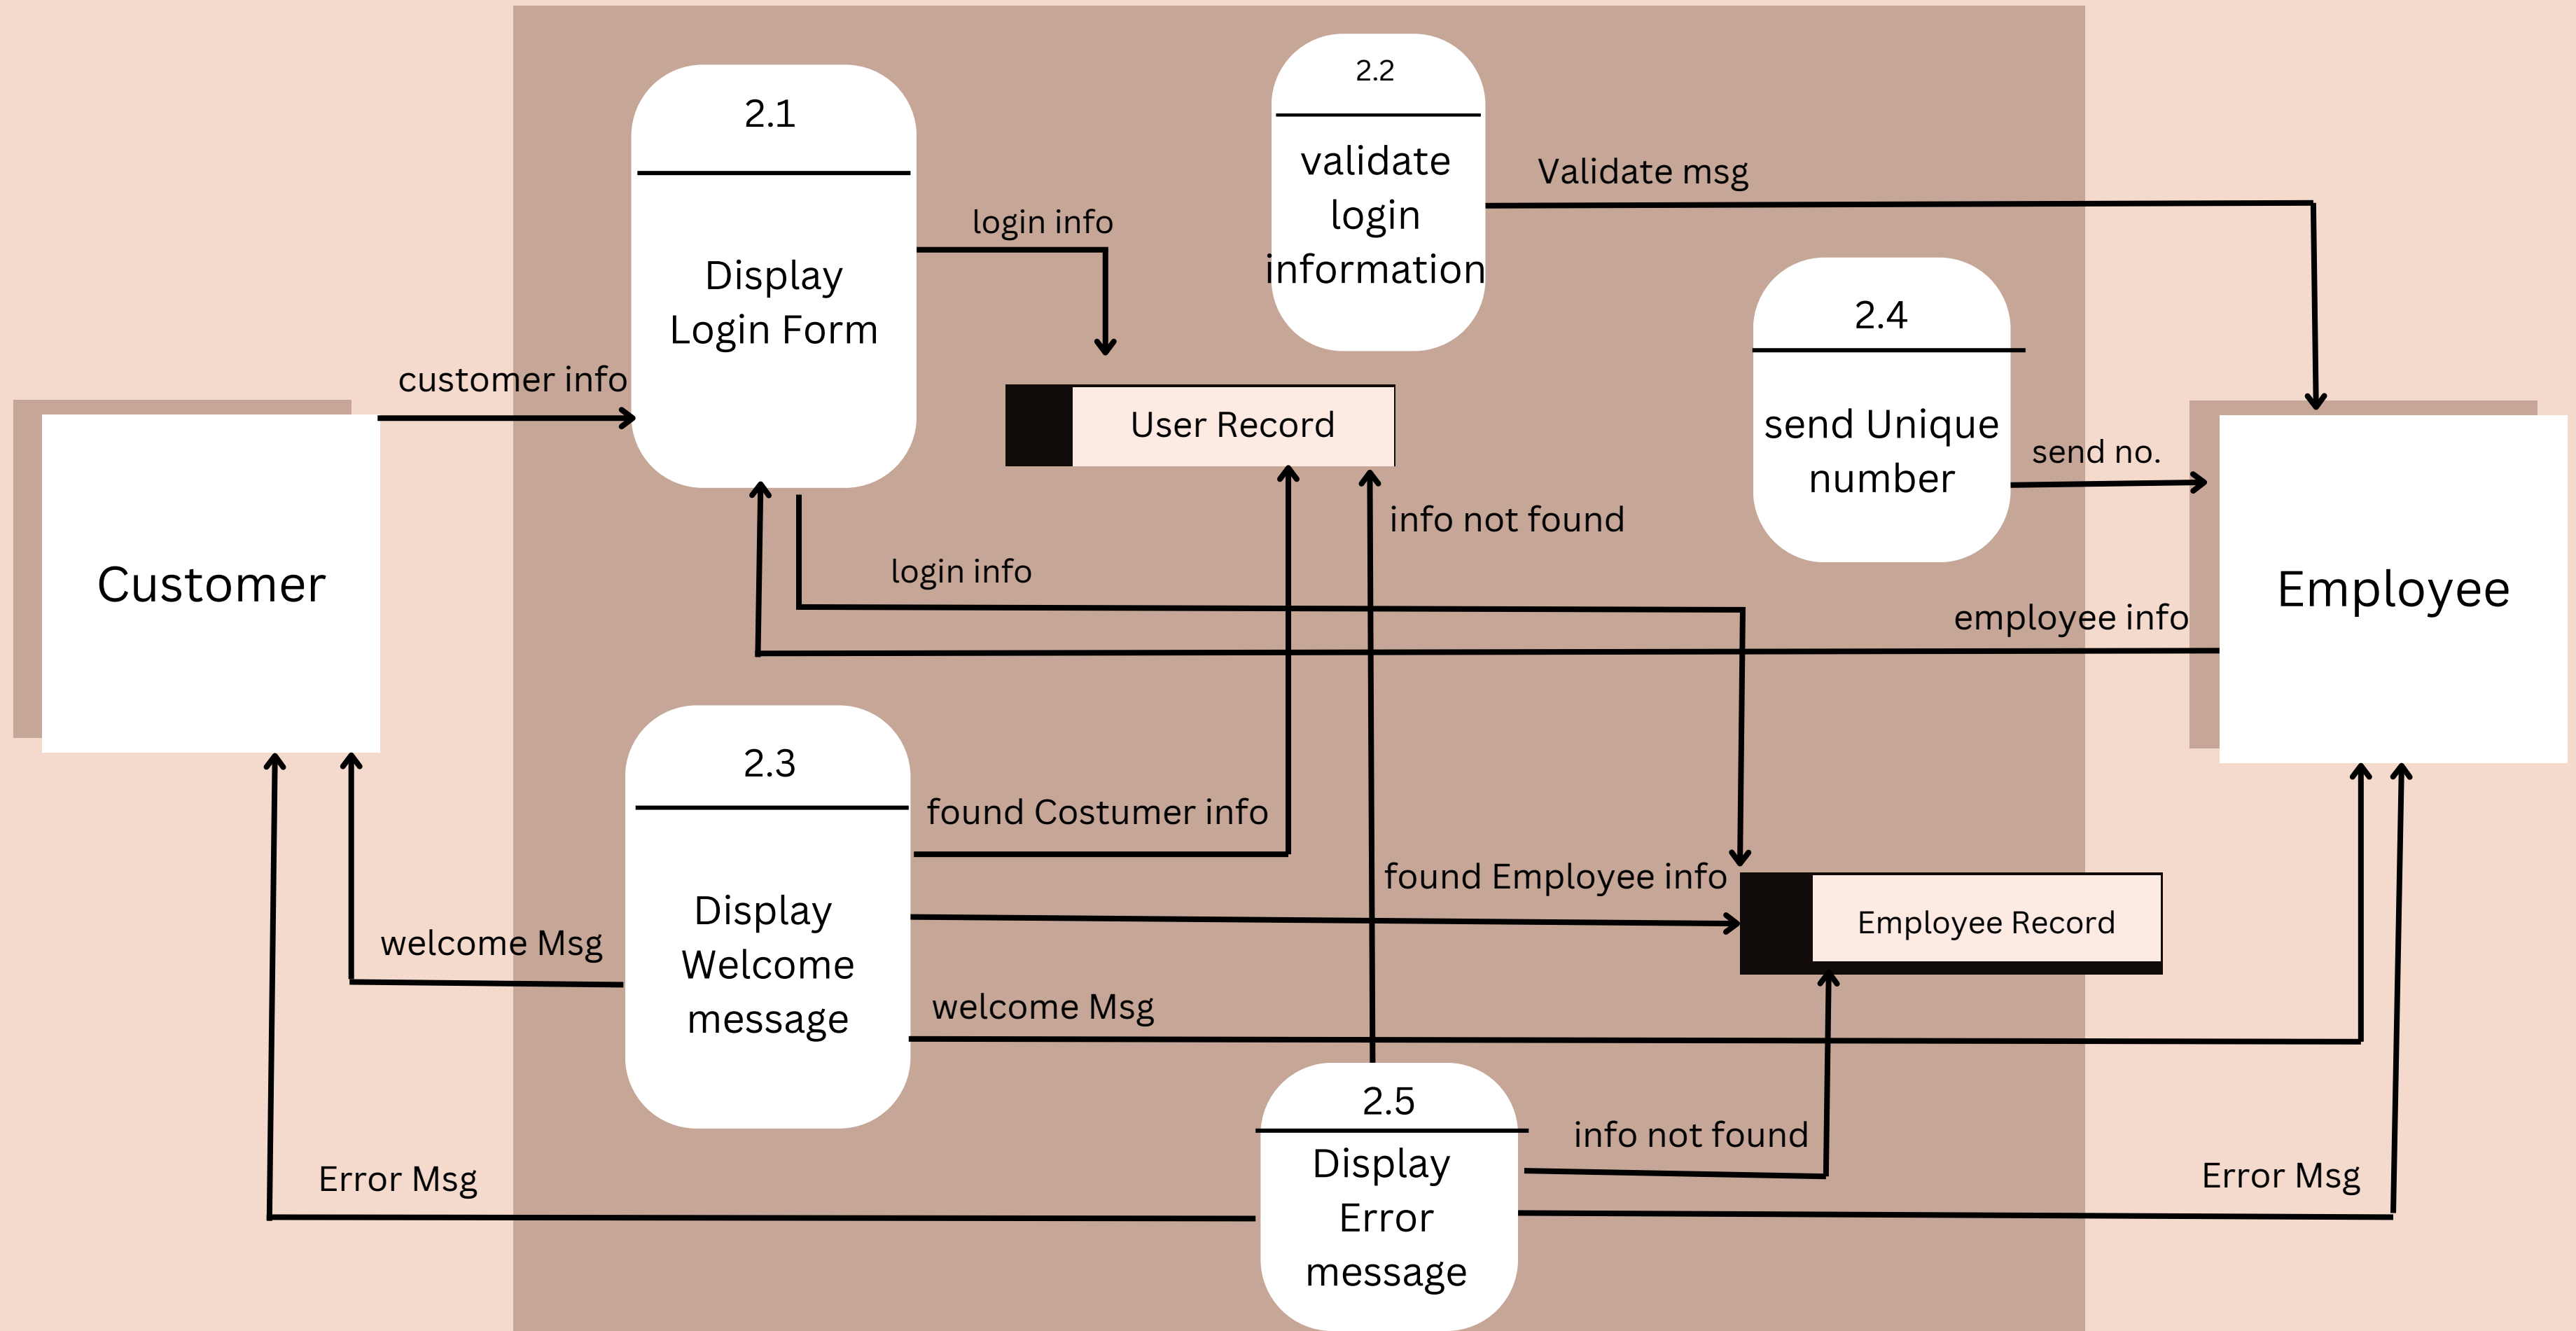 2.1
Display
Login Form
2.2
validate
login
information
Validate msg
login info
2.4
send Unique
number
customer info
User Record
send no.
info not found
Customer
login info
Employee
employee info
2.3
Display
Welcome
message
found Costumer info
found Employee info
Employee Record
welcome Msg
welcome Msg
2.5
Display
Error
message
info not found
Error Msg
Error Msg